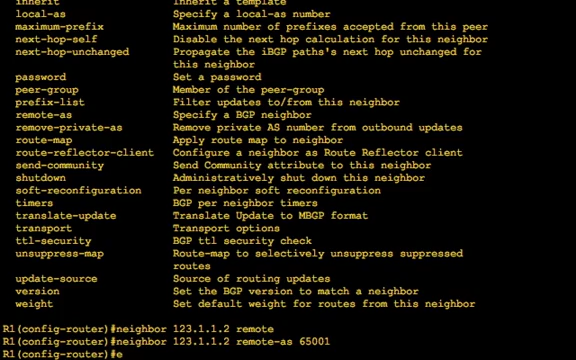 inherit Inherit a template
local-as Specify a local-as number
maximum-prefix Maximum number of prefixes accepted from this peer
next-hop-self Disable the next hop calculation for this neighbor
next-hop-unchanged Propagate the iBGP paths's next hop unchanged for
this neighbor
password Set a password
peer-group Member of the peer-group
prefix-list Filter updates to/from this neighbor
remote-as Specify a BGP neighbor
remove-private-as Remove private AS number from outbound updates
route-map Apply route map to neighbor
route-reflector-client Configure a neighbor as Route Reflector client
send-community Send Community attribute to this neighbor
shutdown Administratively shut down this neighbor
soft-reconfiguration Per neighbor soft reconfiguration
timers BGP per neighbor timers
translate-update Translate Update to MBGP format
transport Transport options
ttl-security BGP ttl security check
unsuppress-map Route-map to selectively unsuppress suppressed
routes
update-source Source of routing updates
version Set the BGP version to match a neighbor
weight Set default weight for routes from this neighbor
R1(config-router)#neighbor 123.1.1.2 remote
R1(config-router)#neighbor 123.1.1.2 remote-as 65001
R1(config-router)#e